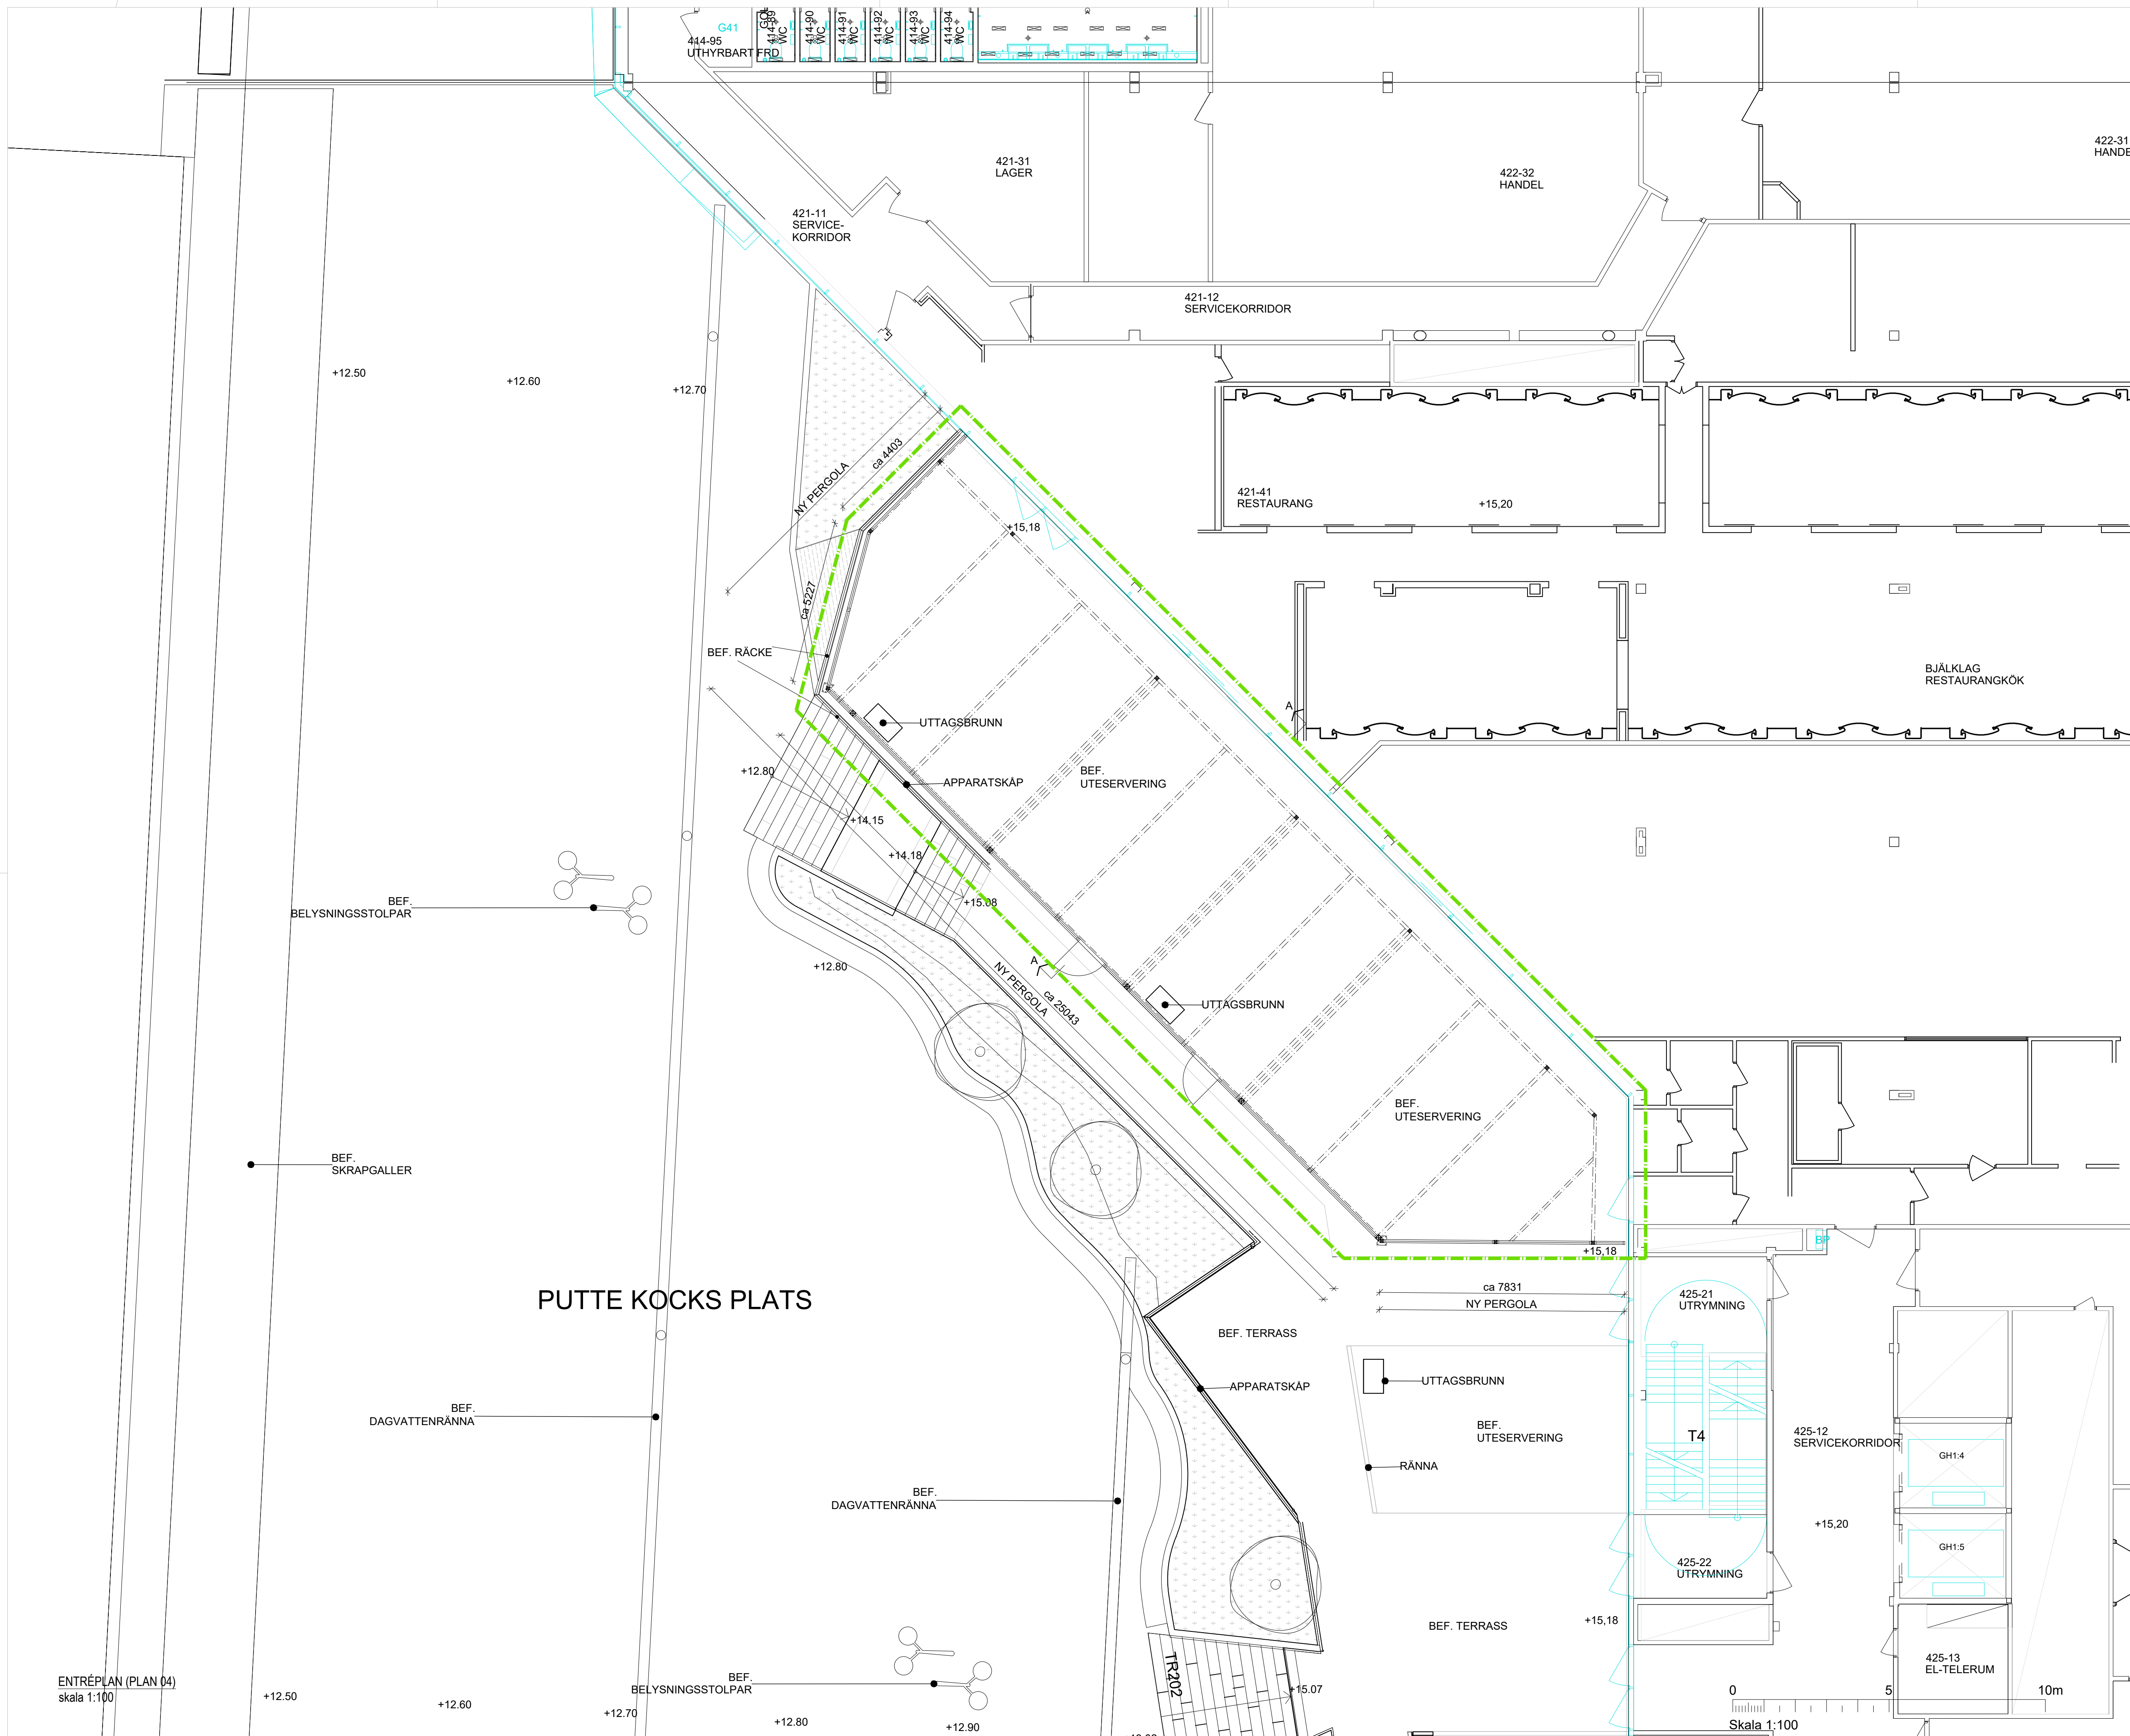 G41
414-95
UTHYRBART FRD
414-89
WC
414-90
WC
414-91
WC
414-92
WC
414-93
WC
414-94
WC
421-31
LAGER
422-32
HANDEL
422-31
421-11
SERVICE-
KORRIDOR
421-12
SERVICEKORRIDOR
+12.50
+12.60
+12.70
NY PERGOLA
ca 4403
421-41
RESTAURANG
+15,20
+15,18
ca 5227
BEF. RÄCKE
BJÄLKLAG
RESTAURANGKÖK
A
UTTAGSBRUNN
+12.80
APPARATSKÅP
BEF.
UTESERVERING
+14.15
+14.18
+15.08
BEF.
BELYSNINGSSTOLPAR
+12.80
A
NY PERGOLA
ca 25043
UTTAGSBRUNN
BEF.
UTESERVERING
BEF.
SKRAPGALLER
+15,18
BP
PUTTE KOCKS PLATS
ca 7831
NY PERGOLA
425-21
UTRYMNING
BEF. TERRASS
APPARATSKÅP
UTTAGSBRUNN
BEF.
DAGVATTENRÄNNA
BEF.
UTESERVERING
T4
425-12
SERVICEKORRIDOR
GH1:4
RÄNNA
BEF.
DAGVATTENRÄNNA
+15,20
GH1:5
425-22
UTRYMNING
BEF. TERRASS
+15,18
425-13
EL-TELERUM
TR202
ENTRÉPLAN (PLAN 04)
skala 1:100
BEF.
BELYSNINGSSTOLPAR
+15.07
0 5 10m
Skala 1:100
+12.50
+12.60
+12.70
+12.80
+12.90